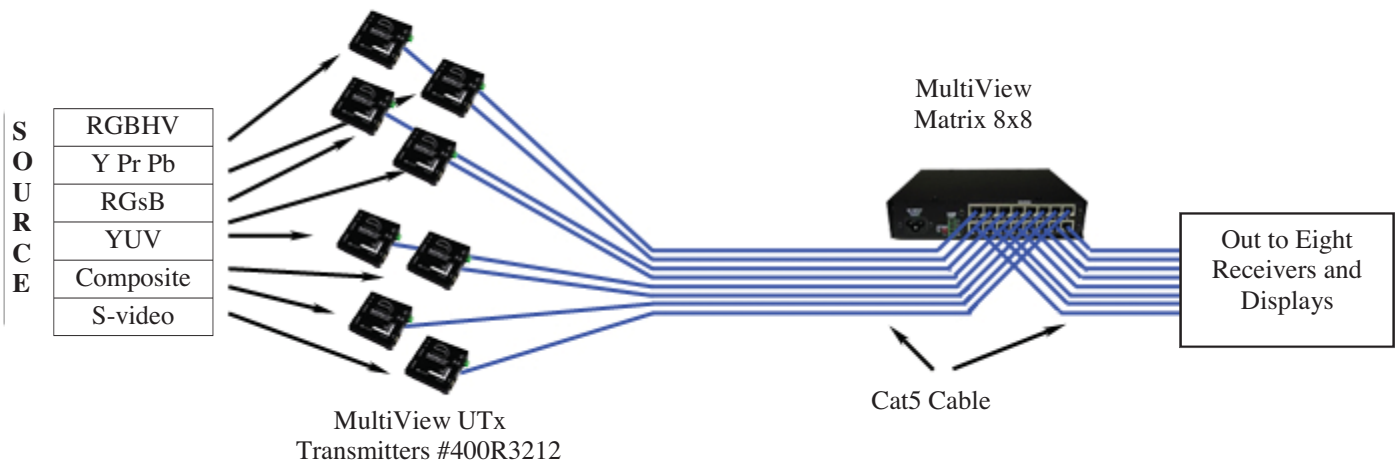 SOURCE
RGBHV
Y Pr Pb
RGsB
YUV
Composite
S-video
MultiView UTx
Transmitters #400R3212
MultiView
Matrix 8x8
Cat5 Cable
Out to Eight
Receivers and
Displays